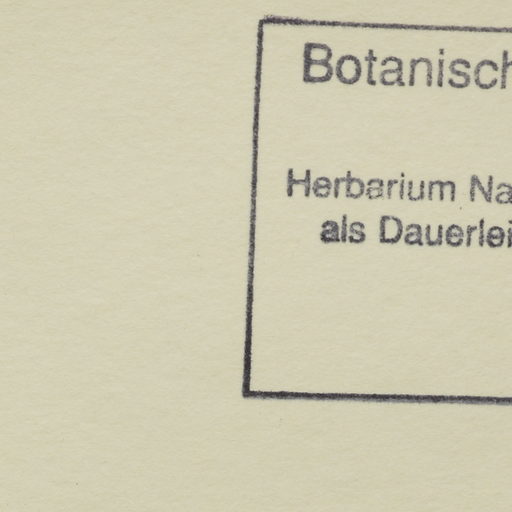 Botanisch
Herbarium Na
als Dauerlei